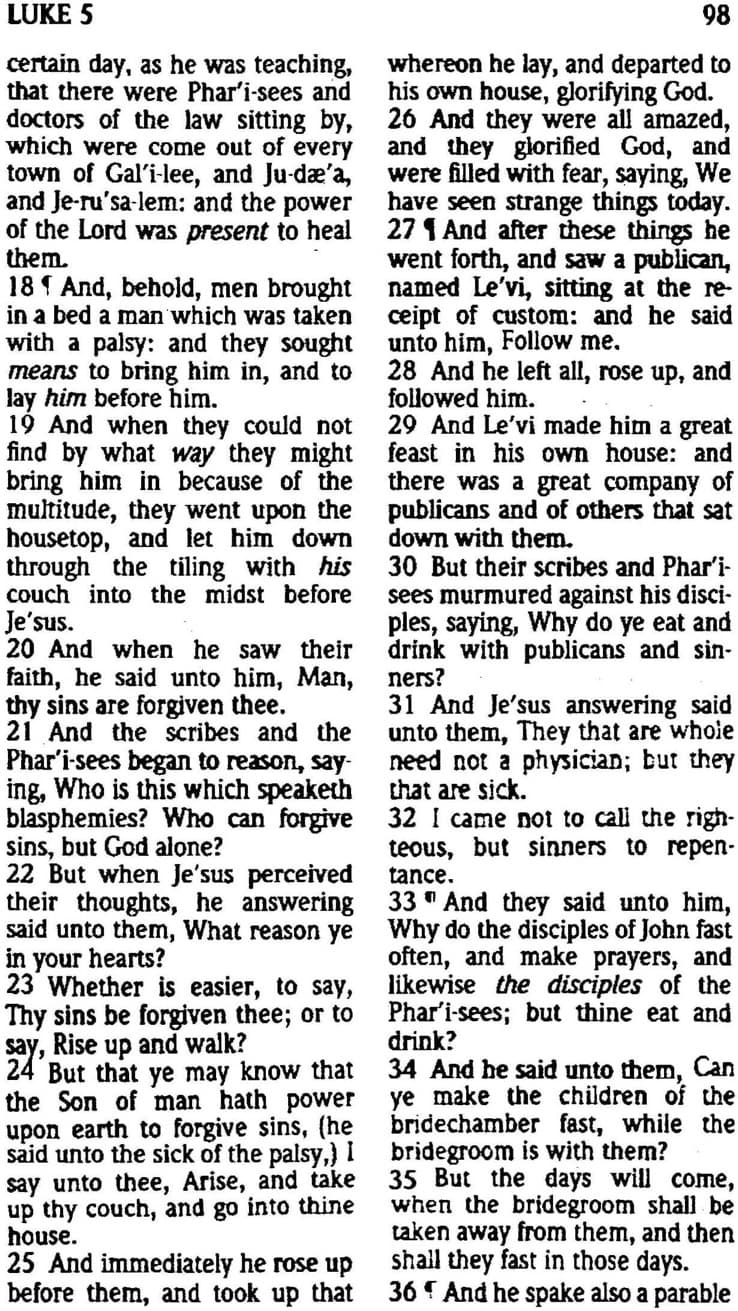 LUKE 5
98
certain day, as he was teaching,
that there were Phar'i-sees and
doctors of the law sitting by,
which were come out of every
town of Gal'i-lee, and Ju-dæ'a,
and Je-ru'sa-lem: and the power
of the Lord was present to heal
them.
18 ¶ And, behold, men brought
in a bed a man which was taken
with a palsy: and they sought
means to bring him in, and to
lay him before him.
19 And when they could not
find by what way they might
bring him in because of the
multitude, they went upon the
housetop, and let him down
through the tiling with his
couch into the midst before
Je'sus.
20 And when he saw their
faith, he said unto him, Man,
thy sins are forgiven thee.
21 And the scribes and the
Phar'i-sees began to reason, say-
ing, Who is this which speaketh
blasphemies? Who can forgive
sins, but God alone?
22 But when Je'sus perceived
their thoughts, he answering
said unto them, What reason ye
in your hearts?
23 Whether is easier, to say,
Thy sins be forgiven thee; or to
say, Rise up and walk?
24 But that ye may know that
the Son of man hath power
upon earth to forgive sins, (he
said unto the sick of the palsy,) I
say unto thee, Arise, and take
up thy couch, and go into thine
house.
25 And immediately he rose up
before them, and took up that
whereon he lay, and departed to
his own house, glorifying God.
26 And they were all amazed,
and they glorified God, and
were filled with fear, saying, We
have seen strange things today.
27 ¶ And after these things he
went forth, and saw a publican,
named Le'vi, sitting at the re-
ceipt of custom: and he said
unto him, Follow me.
28 And he left all, rose up, and
followed him.
29 And Le'vi made him a great
feast in his own house: and
there was a great company of
publicans and of others that sat
down with them.
30 But their scribes and Phar'i-
sees murmured against his disci-
ples, saying, Why do ye eat and
drink with publicans and sin-
ners?
31 And Je'sus answering said
unto them, They that are whole
need not a physician; but they
that are sick.
32 I came not to call the righ-
teous, but sinners to repen-
tance.
33 ¶ And they said unto him,
Why do the disciples of John fast
often, and make prayers, and
likewise the disciples of the
Phar'i-sees; but thine eat and
drink?
34 And he said unto them, Can
ye make the children of the
bridechamber fast, while the
bridegroom is with them?
35 But the days will come,
when the bridegroom shall be
taken away from them, and then
shall they fast in those days.
36 ¶ And he spake also a parable